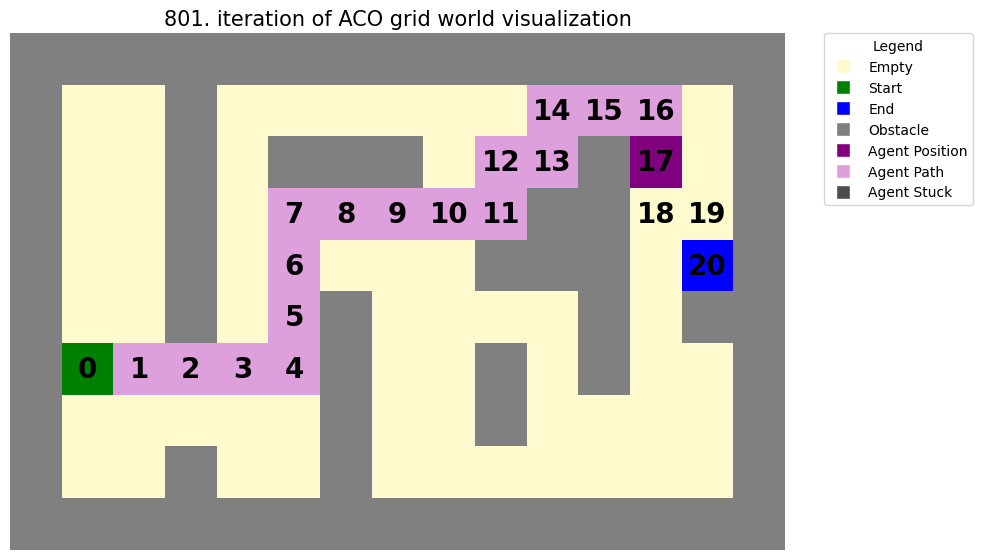 801. iteration of ACO grid world visualization
14 15 16
12 13 17
7 8 9 10 11 18 19
6 20
5
0 1 2 3 4
Legend
Empty
Start
End
Obstacle
Agent Position
Agent Path
Agent Stuck